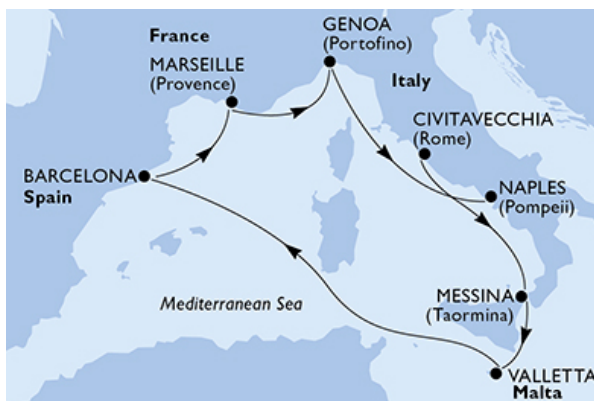 France
MARSEILLE
(Provence)
GENOA
(Portofino)
Italy
CIVITAVECCHIA
(Rome)
BARCELONA
Spain
NAPLES
(Pompeii)
Mediterranean Sea
MESSINA
(Taormina)
VALLETTA
Malta